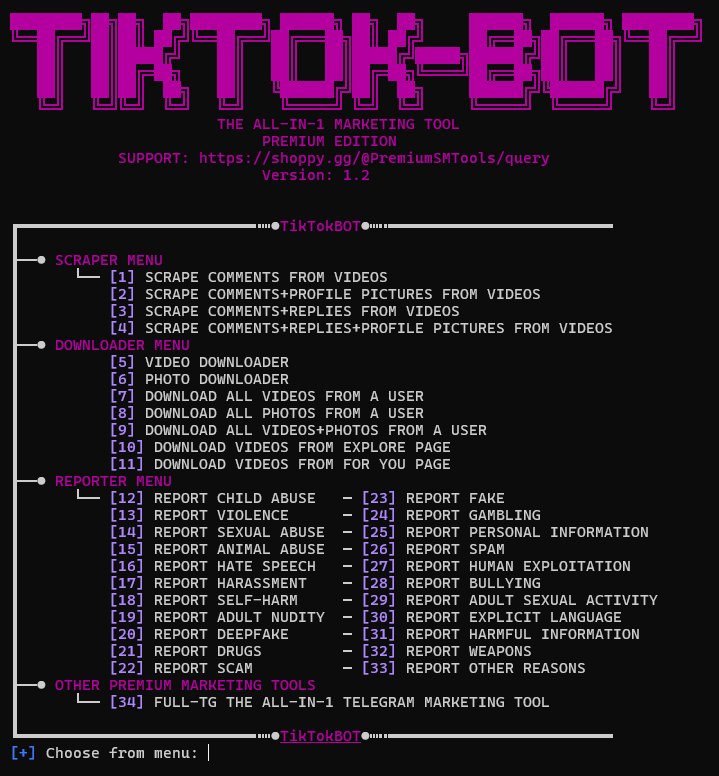 TIKTOK-BOT
THE ALL-IN-1 MARKETING TOOL
PREMIUM EDITION
SUPPORT: https://shoppy.gg/@PremiumSMTools/query
Version: 1.2
TikTokBOT
SCRAPER MENU
[1] SCRAPE COMMENTS FROM VIDEOS
[2] SCRAPE COMMENTS+PROFILE PICTURES FROM VIDEOS
[3] SCRAPE COMMENTS+REPLIES FROM VIDEOS
[4] SCRAPE COMMENTS+REPLIES+PROFILE PICTURES FROM VIDEOS
DOWNLOADER MENU
[5] VIDEO DOWNLOADER
[6] PHOTO DOWNLOADER
[7] DOWNLOAD ALL VIDEOS FROM A USER
[8] DOWNLOAD ALL PHOTOS FROM A USER
[9] DOWNLOAD ALL VIDEOS+PHOTOS FROM A USER
[10] DOWNLOAD VIDEOS FROM EXPLORE PAGE
[11] DOWNLOAD VIDEOS FROM FOR YOU PAGE
REPORTER MENU
[12] REPORT CHILD ABUSE — [23] REPORT FAKE
[13] REPORT VIOLENCE — [24] REPORT GAMBLING
[14] REPORT SEXUAL ABUSE — [25] REPORT PERSONAL INFORMATION
[15] REPORT ANIMAL ABUSE — [26] REPORT SPAM
[16] REPORT HATE SPEECH — [27] REPORT HUMAN EXPLOITATION
[17] REPORT HARASSMENT — [28] REPORT BULLYING
[18] REPORT SELF-HARM — [29] REPORT ADULT SEXUAL ACTIVITY
[19] REPORT ADULT NUDITY — [30] REPORT EXPLICIT LANGUAGE
[20] REPORT DEEPFAKE — [31] REPORT HARMFUL INFORMATION
[21] REPORT DRUGS — [32] REPORT WEAPONS
[22] REPORT SCAM — [33] REPORT OTHER REASONS
OTHER PREMIUM MARKETING TOOLS
[34] FULL-TG THE ALL-IN-1 TELEGRAM MARKETING TOOL
TikTokBOT
[+] Choose from menu: